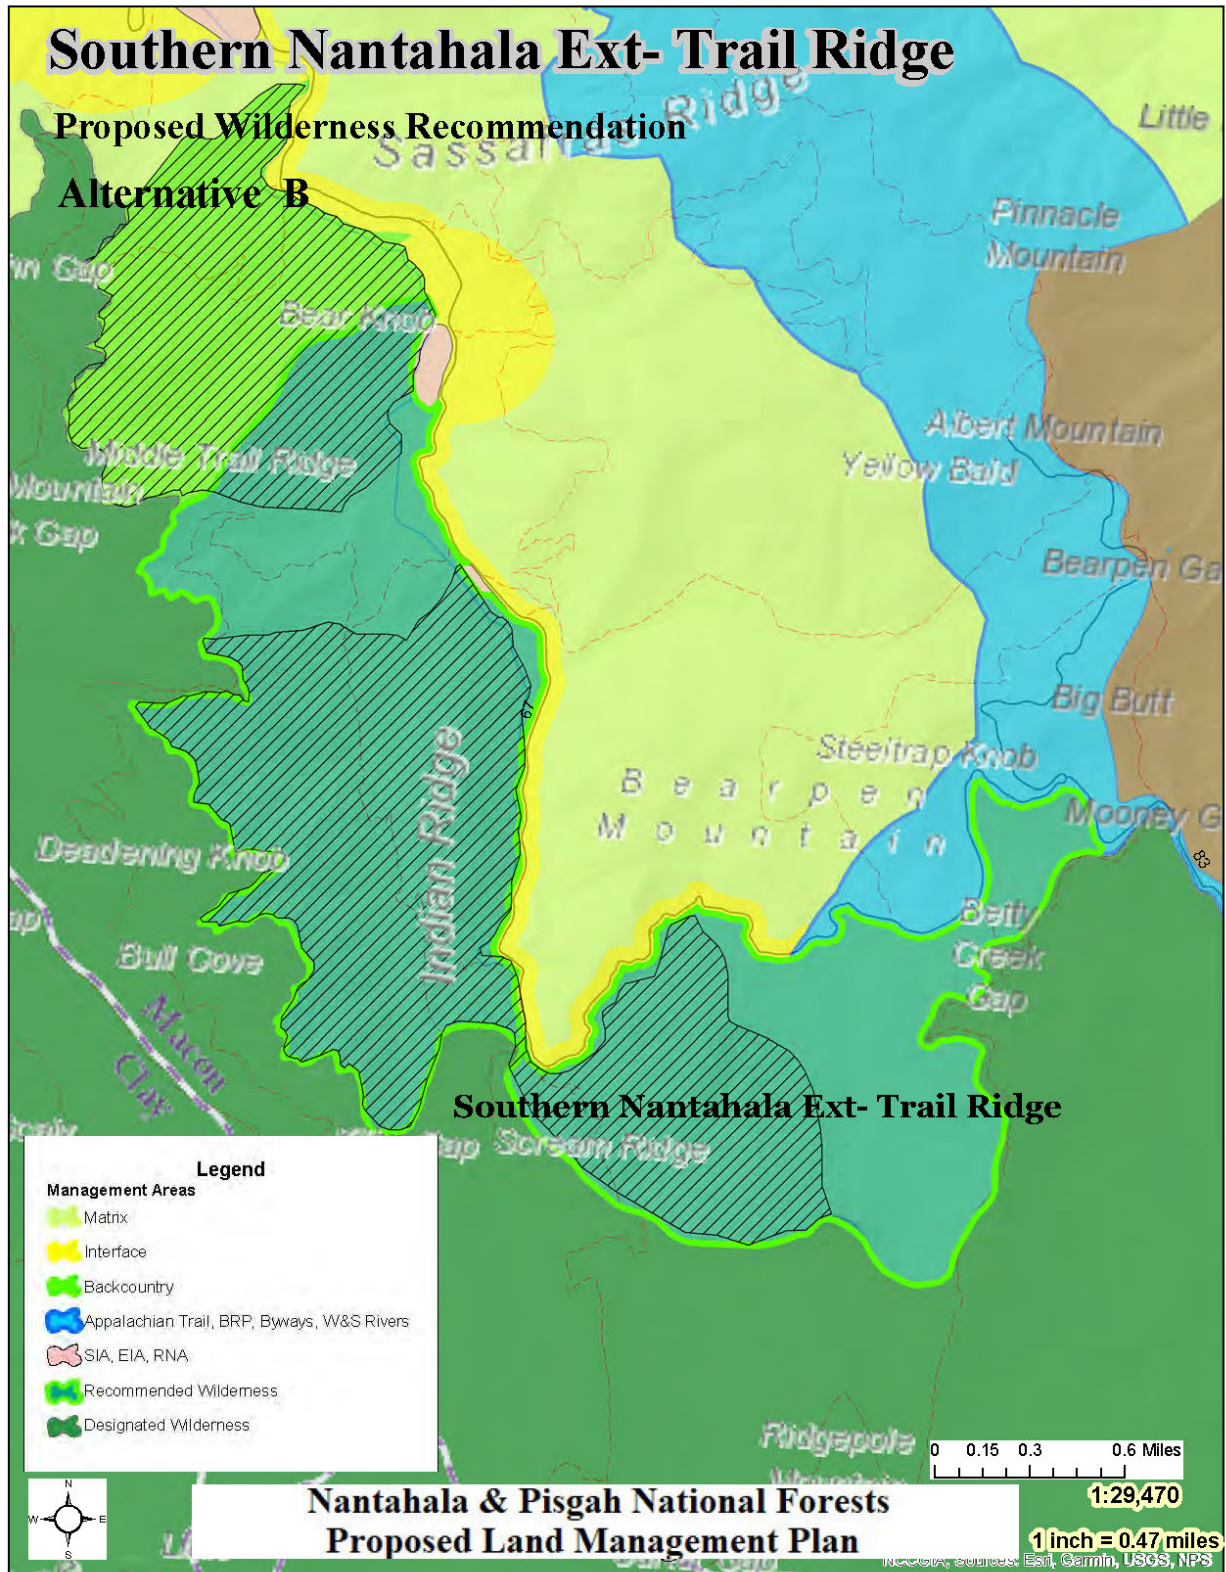 Southern Nantahala Ext- Trail Ridge
Proposed Wilderness Recommendation
Alternative B
Sassafras Ridge
Little
Pinnacle
Mountain
Gap
Bear Knob
Middle Trail Ridge
Mountain
Gap
Albert Mountain
Yellow Bald
Bearpen Ga
Big Butt
67
Steeltrap Knob
Bearpen
Mountain
Mooney G
83
Indian Ridge
Deadening Knob
Bull Cove
Betty
Creek
Gap
Macon
Clay
Southern Nantahala Ext- Trail Ridge
Scream Ridge
Legend
Management Areas
Matrix
Interface
Backcountry
Appalachian Trail, BRP, Byways, W&S Rivers
SIA, EIA, RNA
Recommended Wilderness
Designated Wilderness
Ridgepole
0 0.15 0.3 0.6 Miles
1:29,470
N
W E
S
Nantahala & Pisgah National Forests
Proposed Land Management Plan
1 inch = 0.47 miles
Sources: Esri, Garmin, USGS, NPS